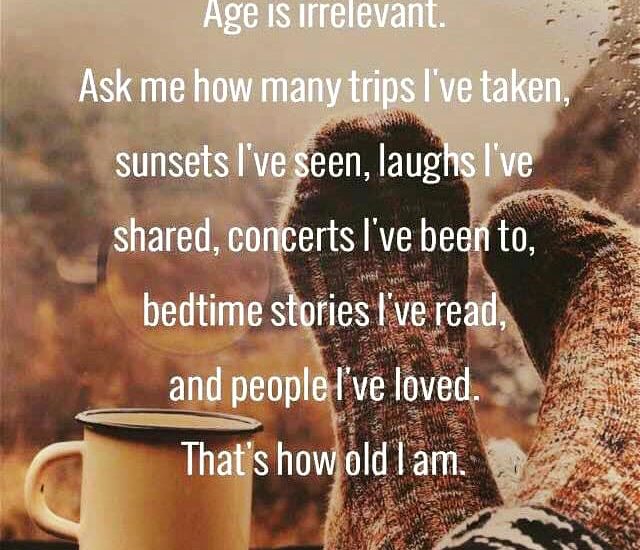 Age is irrelevant.
Ask me how many trips I've taken,
sunsets I've seen, laughs I've
shared, concerts I've been to,
bedtime stories I've read,
and people I've loved.
That's how old I am.